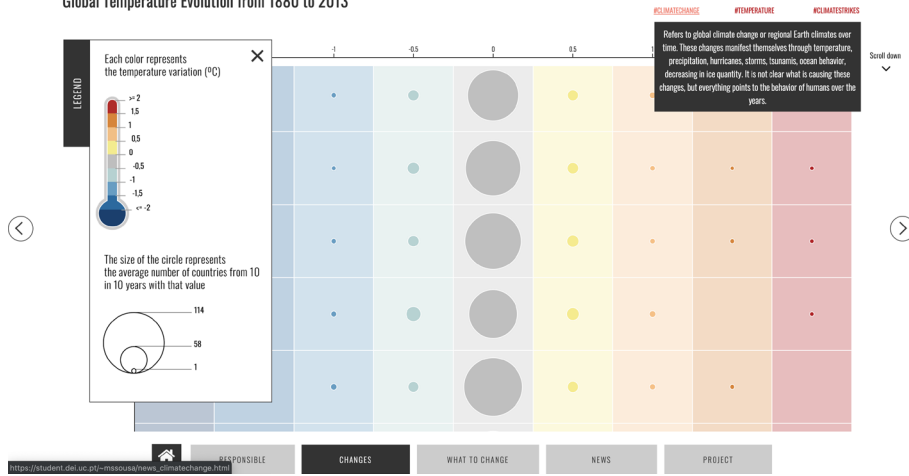 Global Temperature Evolution from 1880 to 2013
#CLIMATECHANGE
#TEMPERATURE
#CLIMATESTRIKES
Refers to global climate change or regional Earth climates over
time. These changes manifest themselves through temperature,
precipitation, hurricanes, storms, tsunamis, ocean behavior,
decreasing in ice quantity. It is not clear what is causing these
changes, but everything points to the behavior of humans over the
years.
Scroll down
-1
-0.5
0
0.5
1
LEGEND
Each color represents
the temperature variation (ºC)
>= 2
1,5
1
0,5
0
-0,5
-1
-1,5
<= -2
The size of the circle represents
the average number of countries from 10
in 10 years with that value
114
58
1
RESPONSIBLE
CHANGES
WHAT TO CHANGE
NEWS
PROJECT
https://student.dei.uc.pt/~mssousa/news_climatechange.html